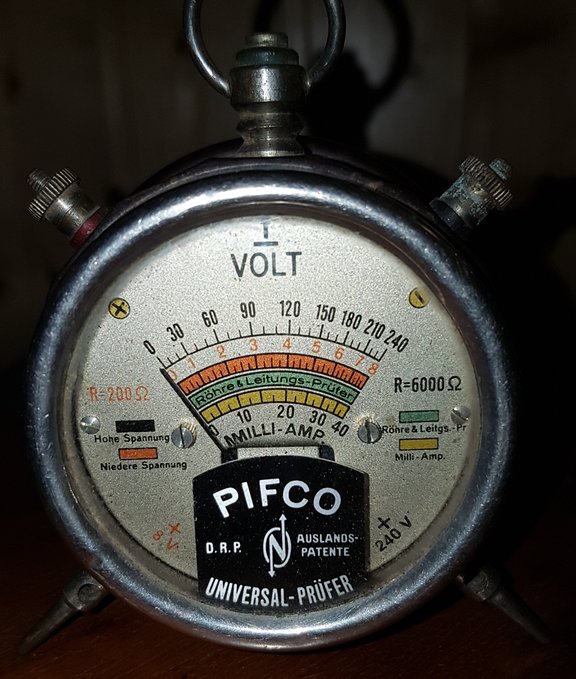 VOLT
0 30 60 90 120 150 180 210 240
0 1 2 3 4 5 6 7 8
Röhre & Leitungs-Prüfer
0 10 20 30 40
MILLI-AMP.
R=200Ω
Hohe Spannung
Niedere Spannung
R=6000Ω
Röhre & Leitgs.-Pr
Milli-Amp.
+
8 V
+
240 V
PIFCO
D.R.P.
AUSLANDS-
PATENTE
UNIVERSAL-PRÜFER